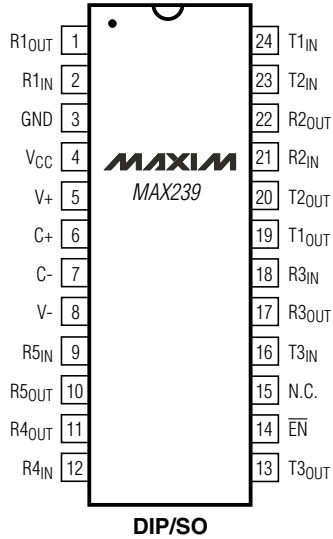 R1OUT 1 24 T1IN
R1IN 2 23 T2IN
GND 3 22 R2OUT
VCC 4 MAXIM 21 R2IN
V+ 5 MAX239 20 T2OUT
C+ 6 19 T1OUT
C- 7 18 R3IN
V- 8 17 R3OUT
R5IN 9 16 T3IN
R5OUT 10 15 N.C.
R4OUT 11 14 E̅N̅
R4IN 12 13 T3OUT
DIP/SO